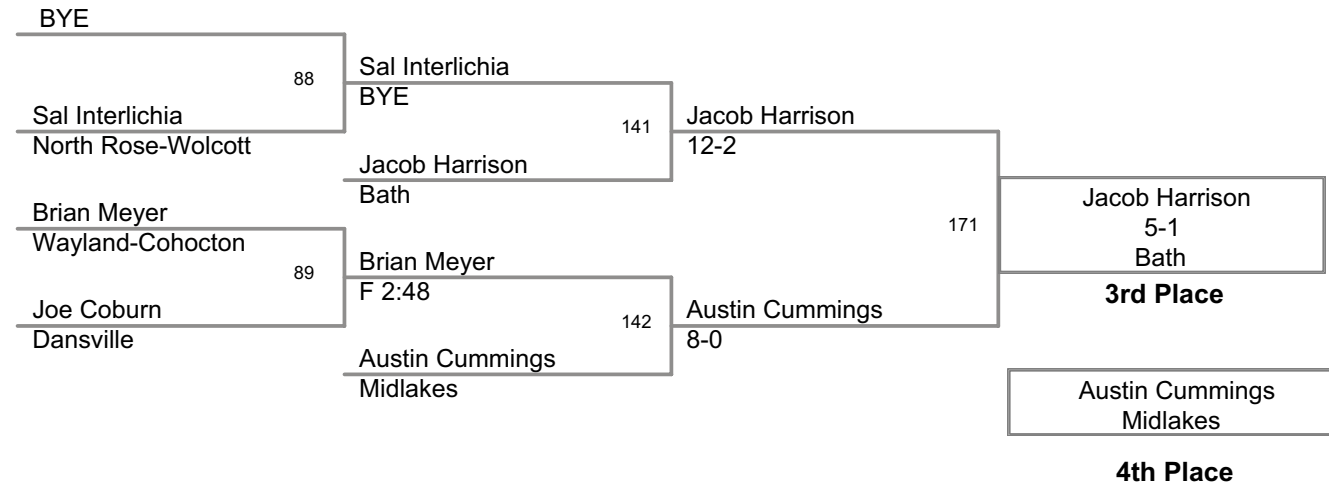 BYE
88
Sal Interlichia
North Rose-Wolcott
Sal Interlichia
BYE
141
Jacob Harrison
Bath
Jacob Harrison
12-2
Brian Meyer
Wayland-Cohocton
89
Joe Coburn
Dansville
Brian Meyer
F 2:48
142
Austin Cummings
Midlakes
Austin Cummings
8-0
171
Jacob Harrison
5-1
Bath
3rd Place
Austin Cummings
Midlakes
4th Place